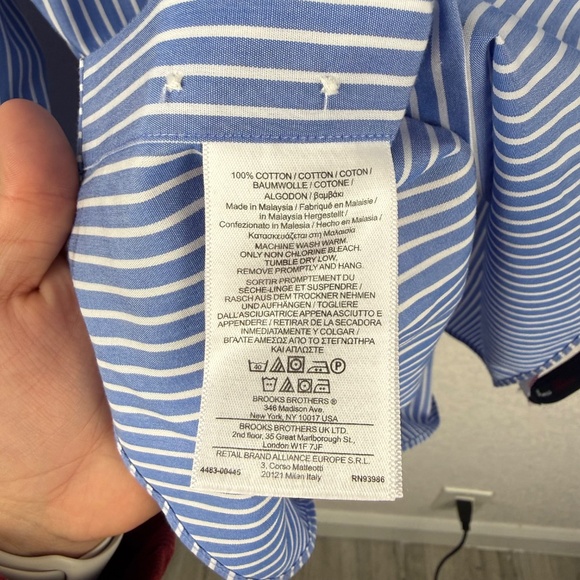 100% COTTON / COTTON / COTON /
BAUMWOLLE / COTONE /
ALGODON / βαμβάκι
Made in Malaysia / Fabriqué en Malaisie /
in Malaysia Hergestellt /
Confezionato in Malesia / Hecho en Malasia /
Κατασκευάζεται στη Μαλαισία
MACHINE WASH WARM.
ONLY NON CHLORINE BLEACH.
TUMBLE DRY LOW,
REMOVE PROMPTLY AND HANG.
SORTIR PROMPTEMENT DU
SÈCHE-LINGE ET SUSPENDRE /
RASCH AUS DEM TROCKNER NEHMEN
UND AUFHÄNGEN / TOGLIERE
DALL'ASCIUGATRICE APPENA ASCIUTTO E
APPENDERE / RETIRAR DE LA SECADORA
INMEDIATAMENTE Y COLGAR /
ΒΓΑΛΤΕ ΑΜΕΣΩΣ ΑΠΟ ΤΟ ΣΤΕΓΝΩΤΗΡΙΟ
ΚΑΙ ΑΠΛΩΣΤΕ
40 P
BROOKS BROTHERS ®
346 Madison Ave.
New York, NY 10017 USA
BROOKS BROTHERS UK LTD.
2nd floor, 35 Great Marlborough St.,
London W1F 7JF
RETAIL BRAND ALLIANCE EUROPE S.R.L.
3, Corso Matteotti
20121 Milan Italy
4483-00445 RN93986